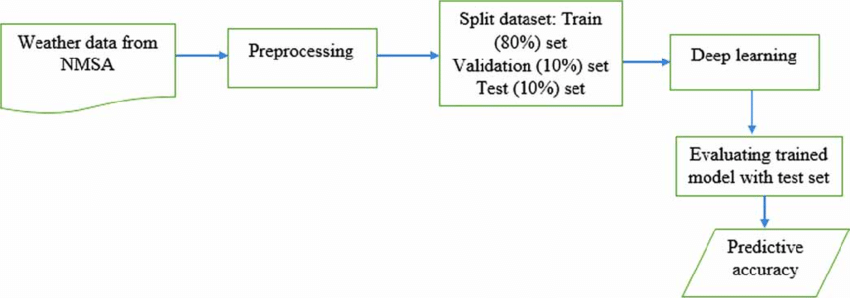 Weather data from
NMSA
Preprocessing
Split dataset: Train
(80%) set
Validation (10%) set
Test (10%) set
Deep learning
Evaluating trained
model with test set
Predictive
accuracy